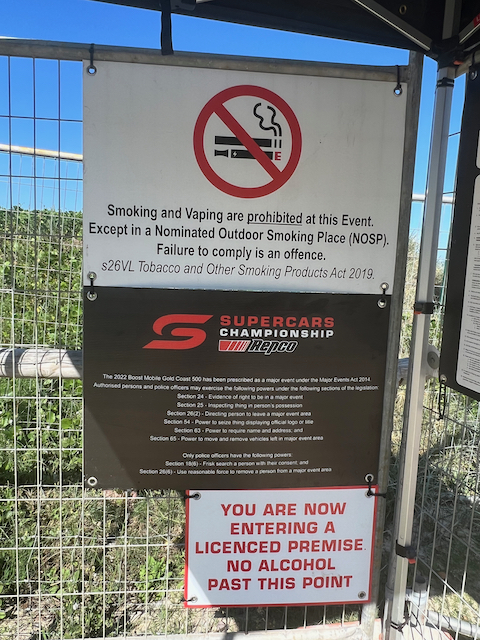 E
Smoking and Vaping are prohibited at this Event.
Except in a Nominated Outdoor Smoking Place (NOSP).
Failure to comply is an offence.
s26VL Tobacco and Other Smoking Products Act 2019.
SUPERCARS
CHAMPIONSHIP
Repco
The 2022 Boost Mobile Gold Coast 500 has been prescribed as a major event under the Major Events Act 2014.
Authorised persons and police officers may exercise the following powers under the following sections of the legislation:
Section 24 - Evidence of right to be in a major event
Section 25 - Inspecting thing in person's possession
Section 26(2) - Directing person to leave a major event area
Section 54 - Power to seize thing displaying official logo or title
Section 63 - Power to require name and address; and
Section 65 - Power to move and remove vehicles left in major event area
Only police officers have the following powers:
Section 18(6) - Frisk search a person with their consent; and
Section 26(6) - Use reasonable force to remove a person from a major event area
YOU ARE NOW
ENTERING A
LICENCED PREMISE.
NO ALCOHOL
PAST THIS POINT